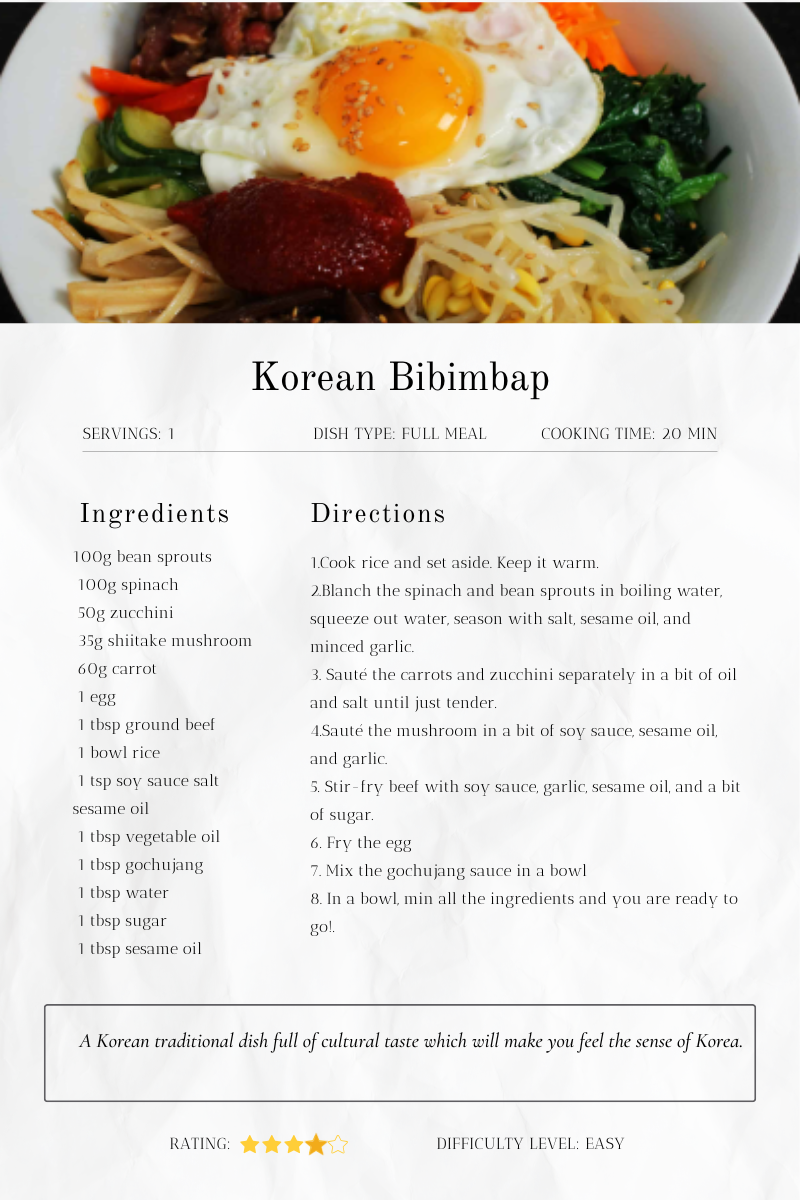 Korean Bibimbap
SERVINGS: 1
DISH TYPE: FULL MEAL
COOKING TIME: 20 MIN
Ingredients
100g bean sprouts
100g spinach
50g zucchini
35g shiitake mushroom
60g carrot
1 egg
1 tbsp ground beef
1 bowl rice
1 tsp soy sauce salt
sesame oil
1 tbsp vegetable oil
1 tbsp gochujang
1 tbsp water
1 tbsp sugar
1 tbsp sesame oil
Directions
1.Cook rice and set aside. Keep it warm.
2.Blanch the spinach and bean sprouts in boiling water,
squeeze out water, season with salt, sesame oil, and
minced garlic.
3. Sauté the carrots and zucchini separately in a bit of oil
and salt until just tender.
4.Sauté the mushroom in a bit of soy sauce, sesame oil,
and garlic.
5. Stir-fry beef with soy sauce, garlic, sesame oil, and a bit
of sugar.
6. Fry the egg
7. Mix the gochujang sauce in a bowl
8. In a bowl, min all the ingredients and you are ready to
go!.
A Korean traditional dish full of cultural taste which will make you feel the sense of Korea.
RATING:
DIFFICULTY LEVEL: EASY